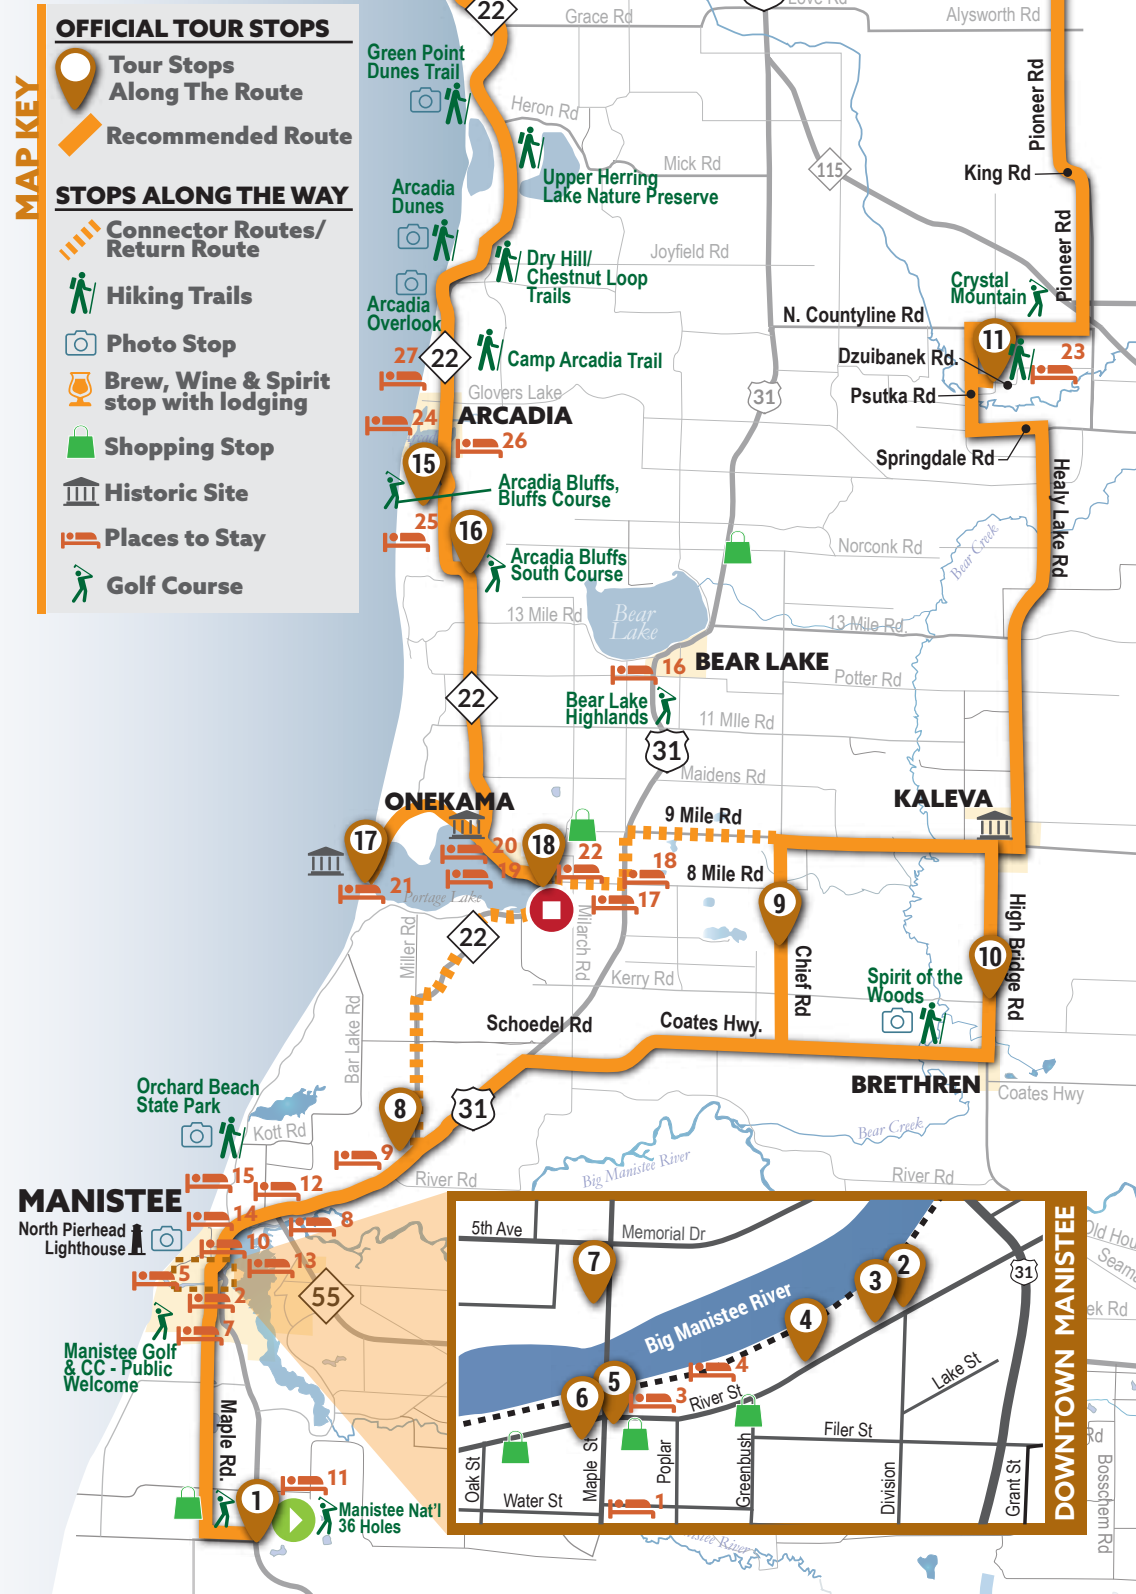 MAP KEY
OFFICIAL TOUR STOPS
Tour Stops
Along The Route
Recommended Route
STOPS ALONG THE WAY
Connector Routes/
Return Route
Hiking Trails
Photo Stop
Brew, Wine & Spirit
stop with lodging
Shopping Stop
Historic Site
Places to Stay
Golf Course
22
Grace Rd
Love Rd
Alysworth Rd
Green Point
Dunes Trail
Heron Rd
Mick Rd
115
Pioneer Rd
King Rd
Upper Herring
Lake Nature Preserve
Arcadia
Dunes
Joyfield Rd
Pioneer Rd
Dry Hill/
Chestnut Loop
Trails
Crystal
Mountain
Arcadia
Overlook
N. Countyline Rd
11
22
Camp Arcadia Trail
27
Dzuibanek Rd.
23
Glovers Lake
31
Psutka Rd
24
ARCADIA
26
15
Springdale Rd
Arcadia Bluffs,
Bluffs Course
Healy Lake Rd
25
16
Norconk Rd
Bear Creek
Arcadia Bluffs
South Course
13 Mile Rd
Bear
Lake
13 Mile Rd.
16
BEAR LAKE
Potter Rd
22
Bear Lake
Highlands
11 MIle Rd
31
Maidens Rd
ONEKAMA
KALEVA
9 Mile Rd
17
20
18
22
18
8 Mile Rd
19
21
17
Portage Lake
9
High Bridge Rd
Miller Rd
22
Milarch Rd
Chief Rd
10
Kerry Rd
Spirit of the
Woods
Bar Lake Rd
Schoedel Rd
Coates Hwy.
BRETHREN
Coates Hwy
Orchard Beach
State Park
8
31
Kott Rd
Bear Creek
9
River Rd
Big Manistee River
River Rd
MANISTEE
15
12
North Pierhead
Lighthouse
14
8
10
13
5
2
55
7
Manistee Golf
& CC - Public
Welcome
Maple Rd.
11
1
Manistee Nat'l
36 Holes
DOWNTOWN MANISTEE
5th Ave
Memorial Dr
7
2
3
31
Big Manistee River
4
4
5
6
3
River St
Lake St
Filer St
Oak St
Maple St
Poplar
Greenbush
Division
Grant St
Water St
1
Seam
ek Rd
Rd
Bosschem Rd